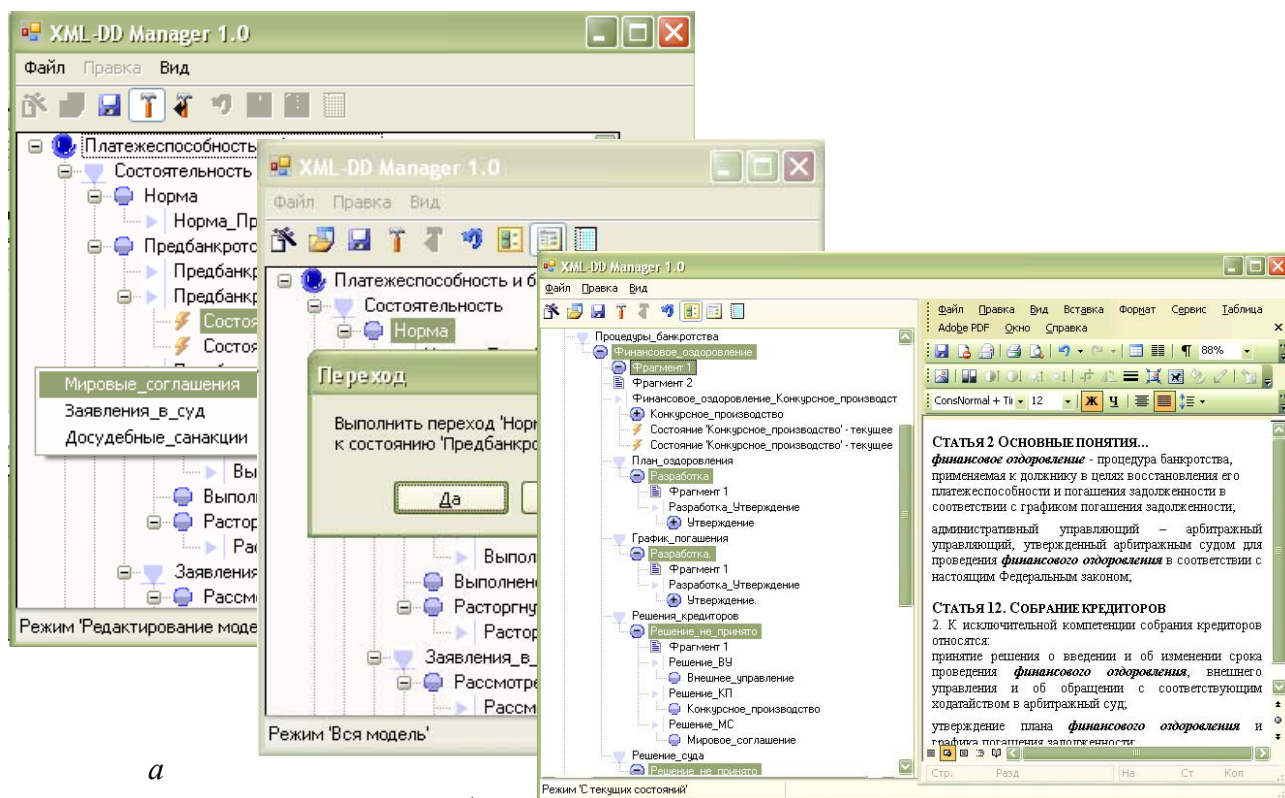 XML-DD Manager 1.0
Файл Правка Вид
Платежеспособность
Состоятельность
Норма
Норма_Пр
Предбанкротс
Предбанкр
Предбанкр
Состоя
Состоя
Мировые_соглашения
Заявления_в_суд
Досудебные_санкции
Вы
Выпол
Расторг
Рас
Заявления
Рассмо
Режим 'Редактирование моде
а
XML-DD Manager 1.0
Файл Правка Вид
Платежеспособность и б
Состоятельность
Норма
Переход
Выполнить переход 'Норм
к состоянию 'Предбанкро
Да
Выпол
Выполнено
Расторгну
Растор
Заявления_в_
Рассмотре
Рассм
Режим 'Вся модель'
XML-DD Manager 1.0
Файл Правка Вид
Процедуры_банкротства
Финансовое_оздоровление
Фрагмент 1
Фрагмент 2
Финансовое_оздоровление_Конкурсное_производст
Конкурсное_производство
Состояние 'Конкурсное_производство' - текущее
Состояние 'Конкурсное_производство' - текущее
План_оздоровления
Разработка
Фрагмент 1
Разработка_Утверждение
Утверждение
График_погашения
Разработка.
Фрагмент 1
Разработка_Утверждение
Утверждение.
Решения_кредиторов
Решение_не_принято
Фрагмент 1
Решение_ВУ
Внешнее_управление
Решение_КП
Конкурсное_производство
Решение_МС
Мировое_соглашение
Решение_суда
Решение_не_принято
Режим 'С текущих состояний'
Файл Правка Вид Вставка Формат Сервис Таблица
Adobe PDF Окно Справка
88%
ConsNormal + Ti 12 Ж Ч
СТАТЬЯ 2 ОСНОВНЫЕ ПОНЯТИЯ...
финансовое оздоровление - процедура банкротства,
применяемая к должнику в целях восстановления его
платежеспособности и погашения задолженности в
соответствии с графиком погашения задолженности;
административный управляющий – арбитражный
управляющий, утвержденный арбитражным судом для
проведения финансового оздоровления в соответствии с
настоящим Федеральным законом;
СТАТЬЯ 12. СОБРАНИЕ КРЕДИТОРОВ
2. К исключительной компетенции собрания кредиторов
относятся:
принятие решения о введении и об изменении срока
проведения финансового оздоровления, внешнего
управления и об обращении с соответствующим
ходатайством в арбитражный суд;
утверждение плана финансового оздоровления и
графика погашения задолженности;
Стр. Разд На Ст Кол